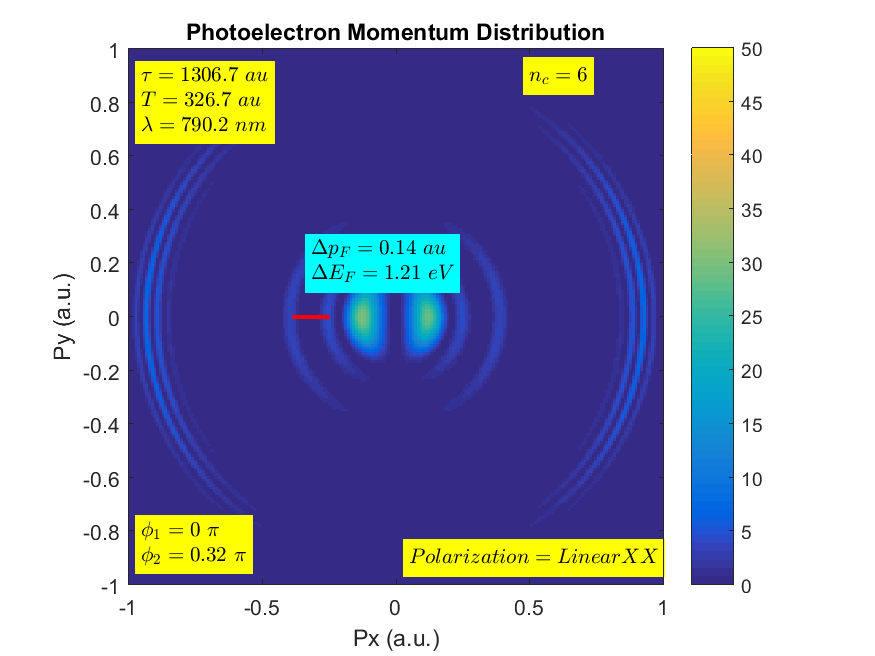 Photoelectron Momentum Distribution
τ = 1306.7 au
T = 326.7 au
λ = 790.2 nm
n_c = 6
Δp_F = 0.14 au
ΔE_F = 1.21 eV
ϕ_1 = 0 π
ϕ_2 = 0.32 π
Polarization = LinearXX
Py (a.u.)
1
0.8
0.6
0.4
0.2
0
-0.2
-0.4
-0.6
-0.8
-1
-1
-0.5
0
0.5
1
Px (a.u.)
50
45
40
35
30
25
20
15
10
5
0